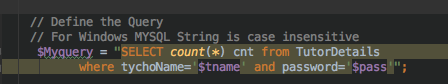 // Define the Query
// For Windows MYSQL String is case insensitive
$Myquery = "SELECT count(*) cnt from TutorDetails
where tychoName='$tname' and password='$pass'";